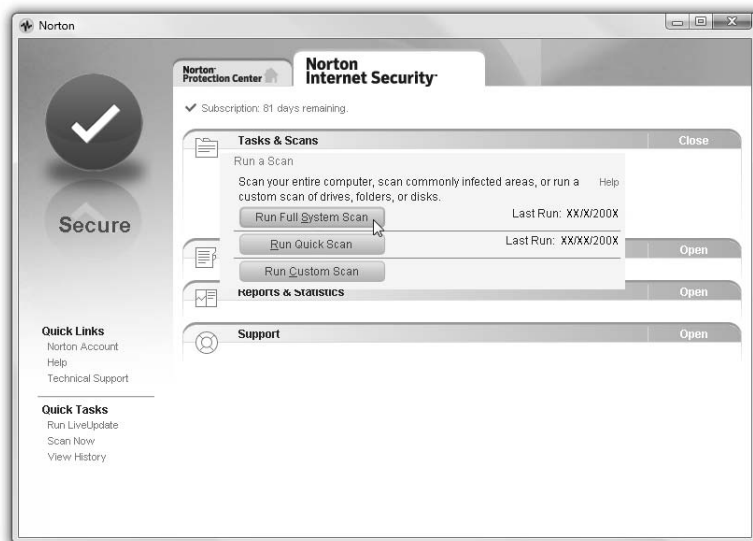 Norton
Norton
Protection Center
Norton
Internet Security
Subscription: 81 days remaining.
Tasks & Scans Close
Run a Scan
Scan your entire computer, scan commonly infected areas, or run a Help
custom scan of drives, folders, or disks.
Run Full System Scan Last Run: XX/X/200X
Run Quick Scan Last Run: XX/XX/200X
Open
Run Custom Scan
Reports & Statistics Open
Support Open
Secure
Quick Links
Norton Account
Help
Technical Support
Quick Tasks
Run LiveUpdate
Scan Now
View History